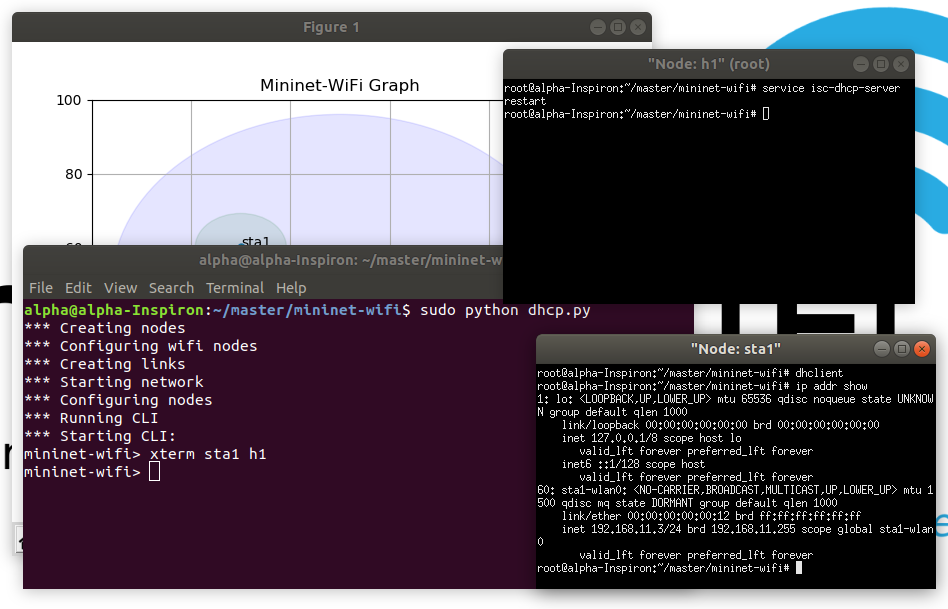 Figure 1
Mininet-WiFi Graph
100
80
60
sta1
"Node: h1" (root)
root@alpha-Inspiron:~/master/mininet-wifi# service isc-dhcp-server
restart
root@alpha-Inspiron:~/master/mininet-wifi#
alpha@alpha-Inspiron: ~/master/mininet-w
File Edit View Search Terminal Help
alpha@alpha-Inspiron:~/master/mininet-wifi$ sudo python dhcp.py
*** Creating nodes
*** Configuring wifi nodes
*** Creating links
*** Starting network
*** Configuring nodes
*** Running CLI
*** Starting CLI:
mininet-wifi> xterm sta1 h1
mininet-wifi>
"Node: sta1"
root@alpha-Inspiron:~/master/mininet-wifi# dhclient
root@alpha-Inspiron:~/master/mininet-wifi# ip addr show
1: lo: <LOOPBACK,UP,LOWER_UP> mtu 65536 qdisc noqueue state UNKNOW
N group default qlen 1000
link/loopback 00:00:00:00:00:00 brd 00:00:00:00:00:00
inet 127.0.0.1/8 scope host lo
valid_lft forever preferred_lft forever
inet6 ::1/128 scope host
valid_lft forever preferred_lft forever
60: sta1-wlan0: <NO-CARRIER,BROADCAST,MULTICAST,UP,LOWER_UP> mtu 1
500 qdisc mq state DORMANT group default qlen 1000
link/ether 00:00:00:00:00:12 brd ff:ff:ff:ff:ff:ff
inet 192.168.11.3/24 brd 192.168.11.255 scope global sta1-wlan
0
valid_lft forever preferred_lft forever
root@alpha-Inspiron:~/master/mininet-wifi#